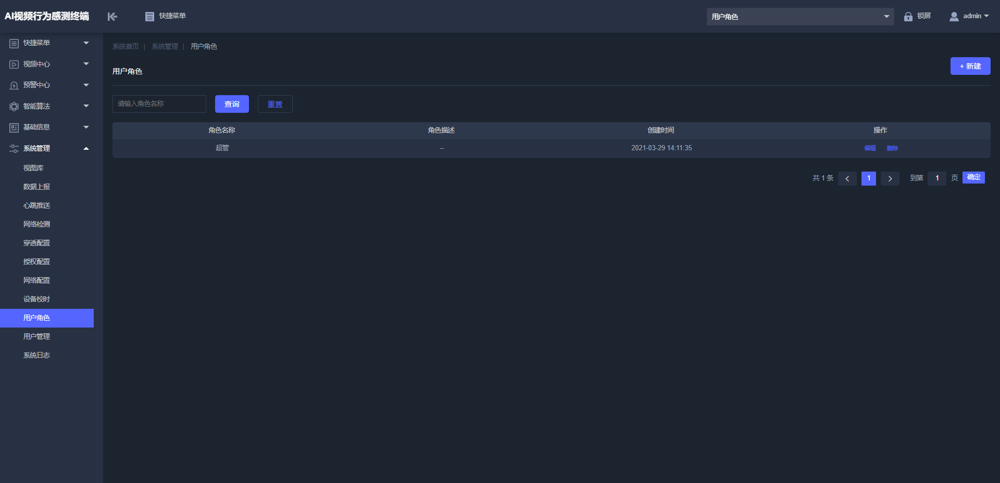 AI视频行为感测终端
快捷菜单
用户角色
锁屏
admin
快捷菜单
视频中心
预警中心
智能算法
基础信息
系统管理
视图库
数据上报
心跳推送
网络检测
穿透配置
授权配置
网络配置
设备校时
用户角色
用户管理
系统日志
系统首页 | 系统管理 | 用户角色
用户角色
+ 新建
请输入角色名称 查询 重置
角色名称 角色描述 创建时间 操作
超管 -- 2021-03-29 14:11:35 编辑 删除
共 1 条 < 1 > 到第 1 页 确定